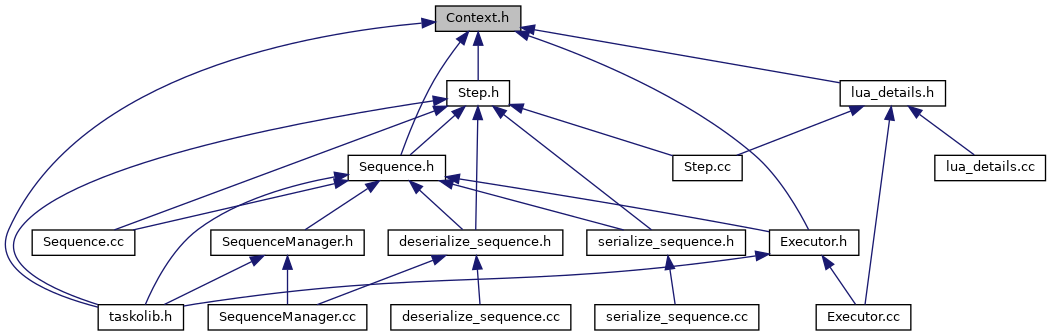 Context.h
Step.h
lua_details.h
Sequence.h
Step.cc
lua_details.cc
Sequence.cc
SequenceManager.h
deserialize_sequence.h
serialize_sequence.h
Executor.h
taskolib.h
SequenceManager.cc
deserialize_sequence.cc
serialize_sequence.cc
Executor.cc